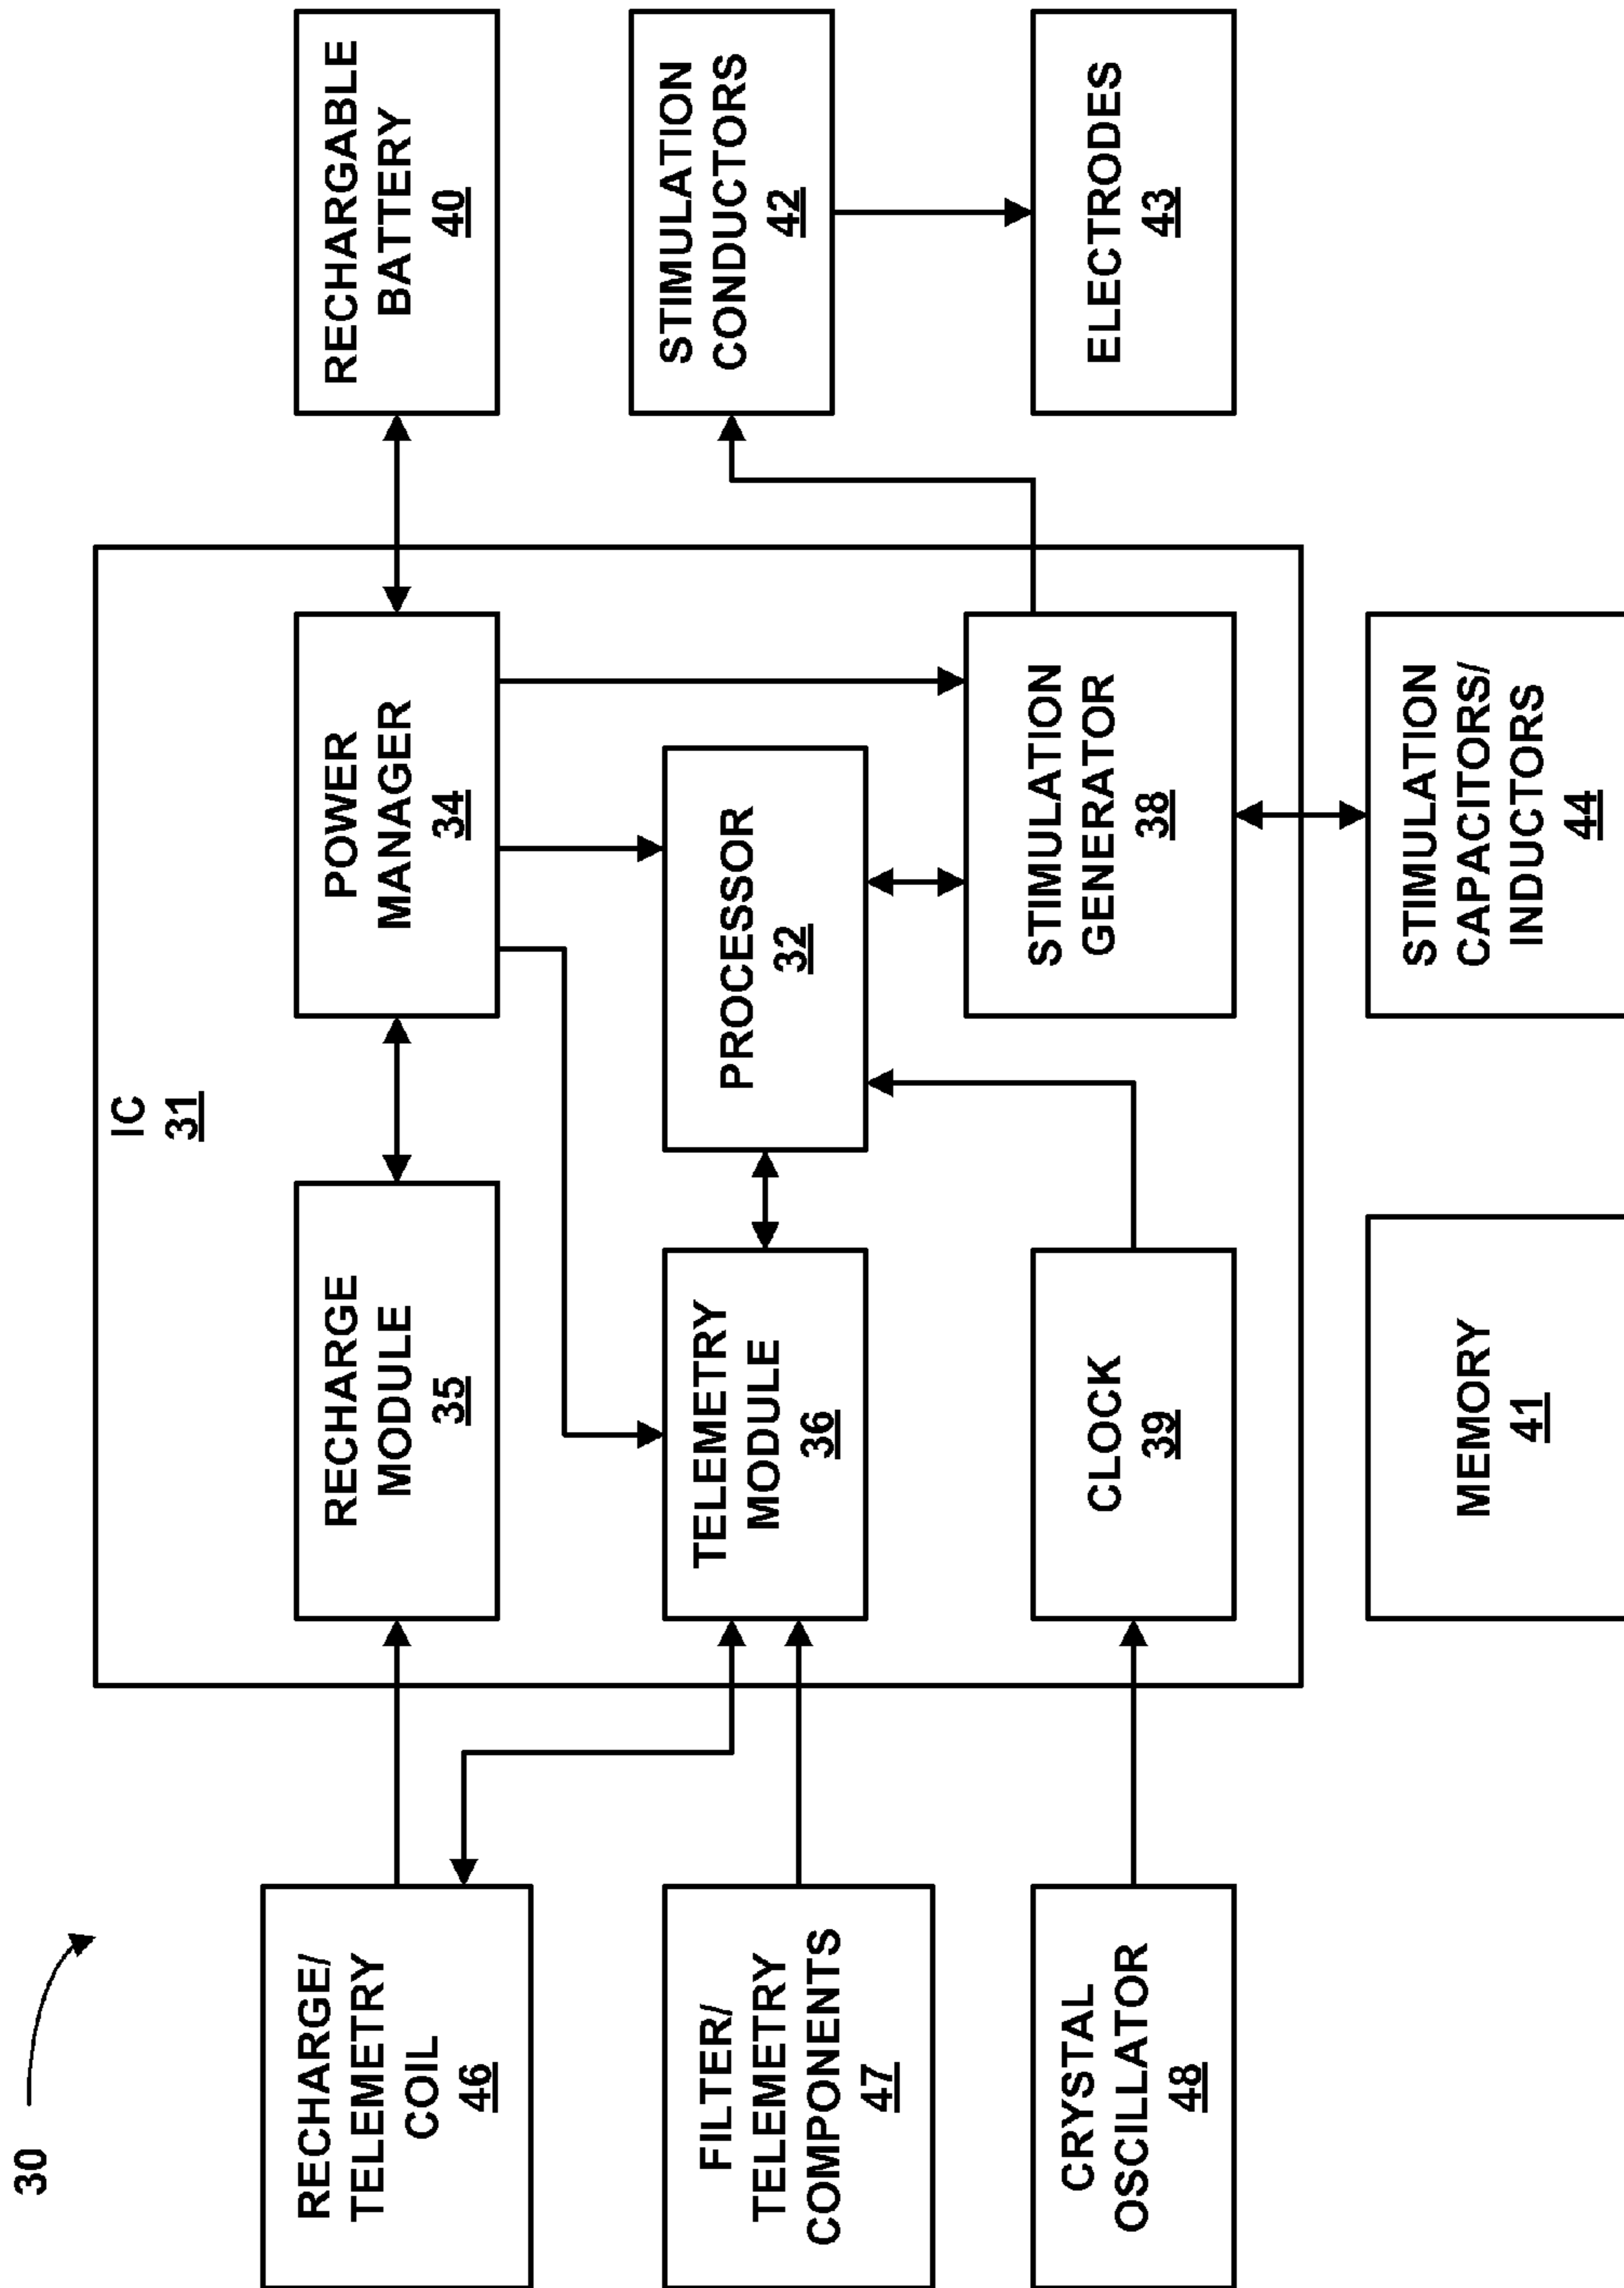 30
IC
31
RECHARGE/
TELEMETRY
COIL
46
RECHARGE
MODULE
35
POWER
MANAGER
34
RECHARGABLE
BATTERY
40
FILTER/
TELEMETRY
COMPONENTS
47
TELEMETRY
MODULE
36
PROCESSOR
32
STIMULATION
CONDUCTORS
42
CRYSTAL
OSCILLATOR
48
CLOCK
39
STIMULATION
GENERATOR
38
ELECTRODES
43
MEMORY
41
STIMULATION
CAPACITORS/
INDUCTORS
44